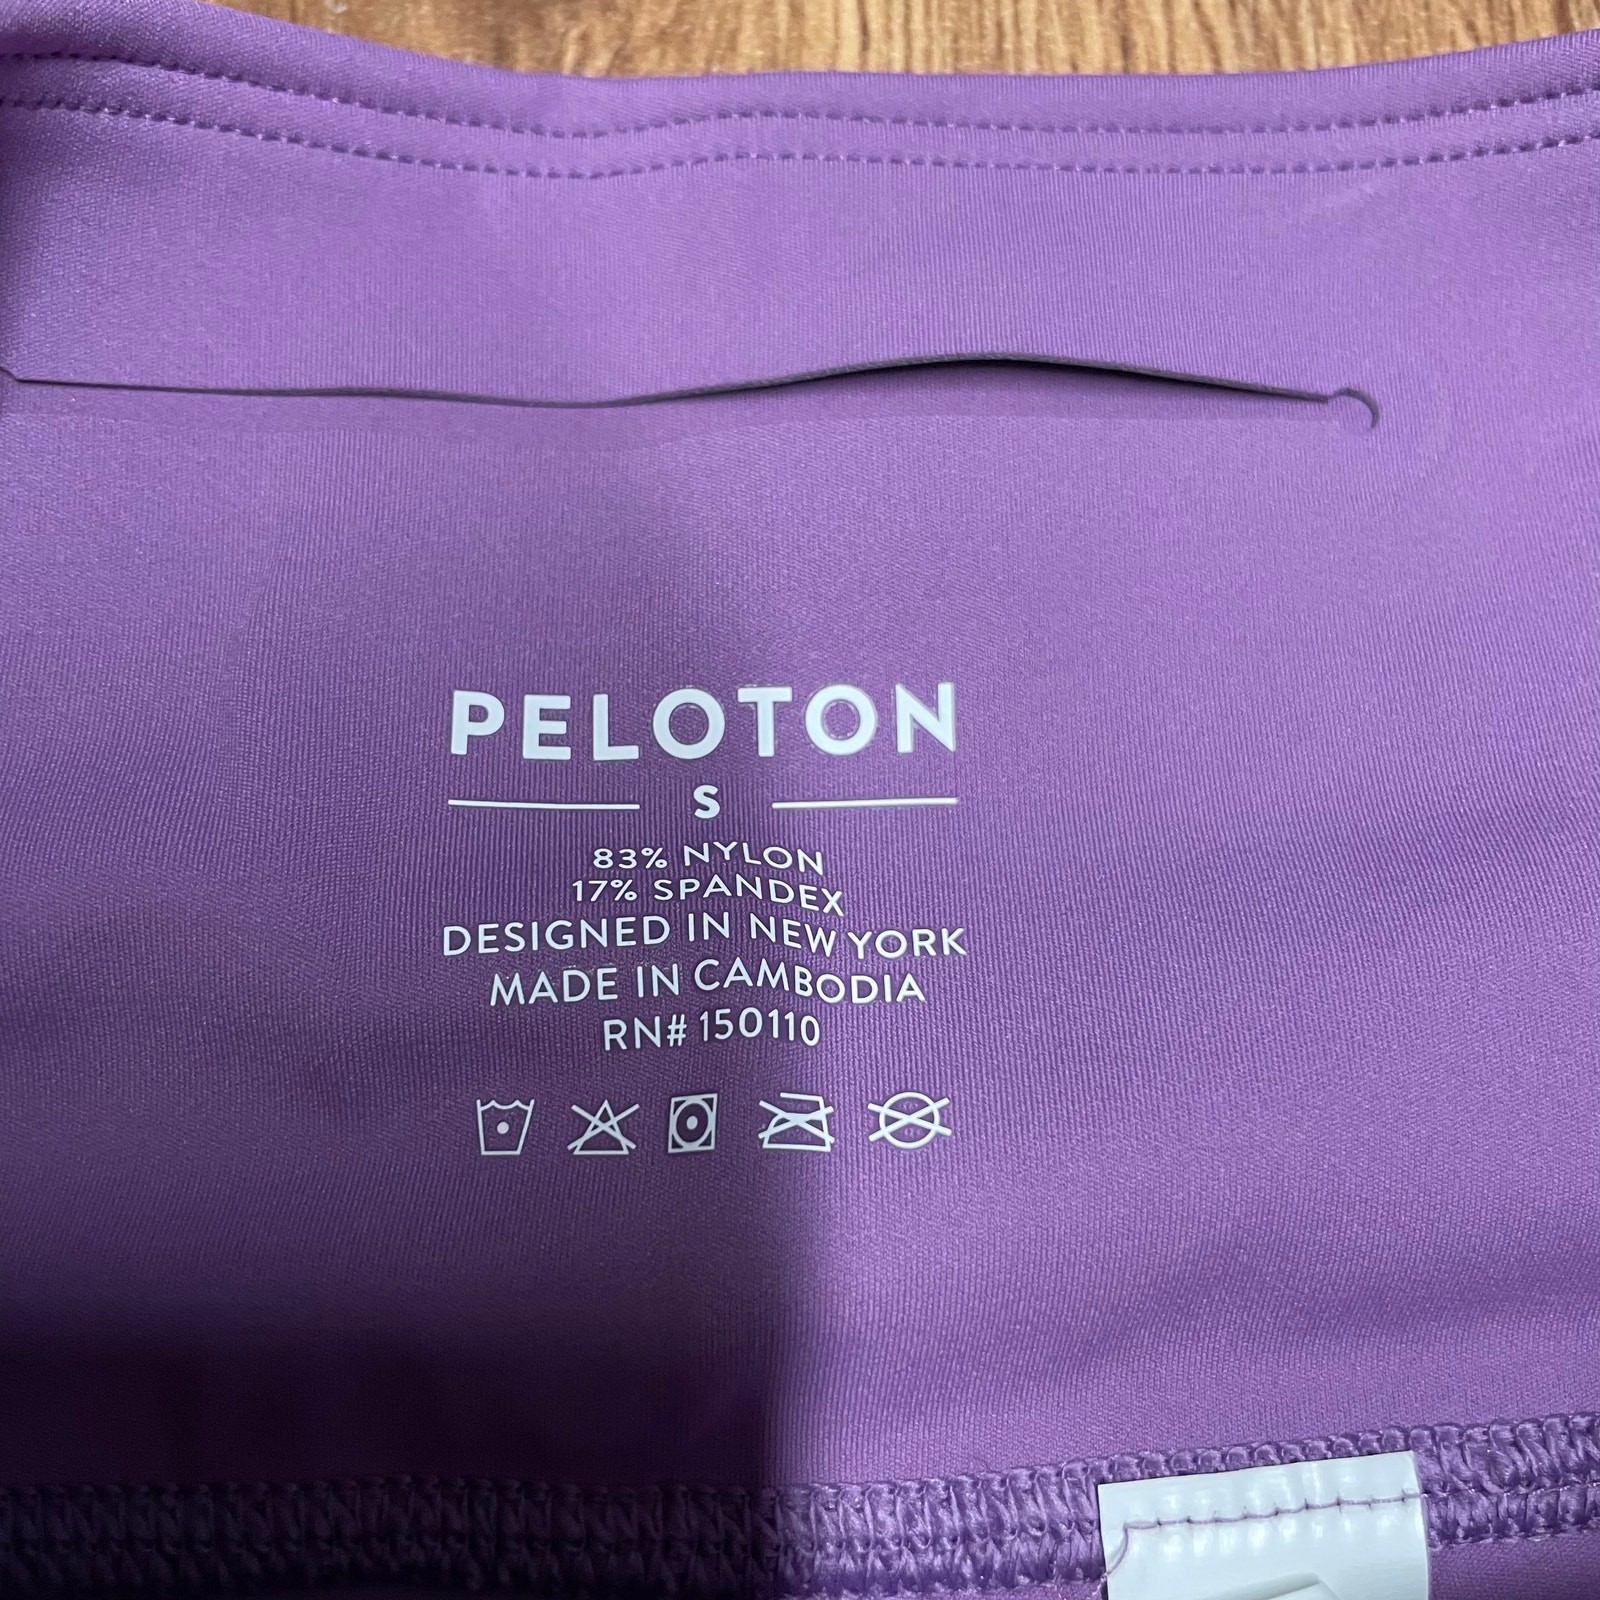 PELOTON
S
83% NYLON
17% SPANDEX
DESIGNED IN NEW YORK
MADE IN CAMBODIA
RN# 150110